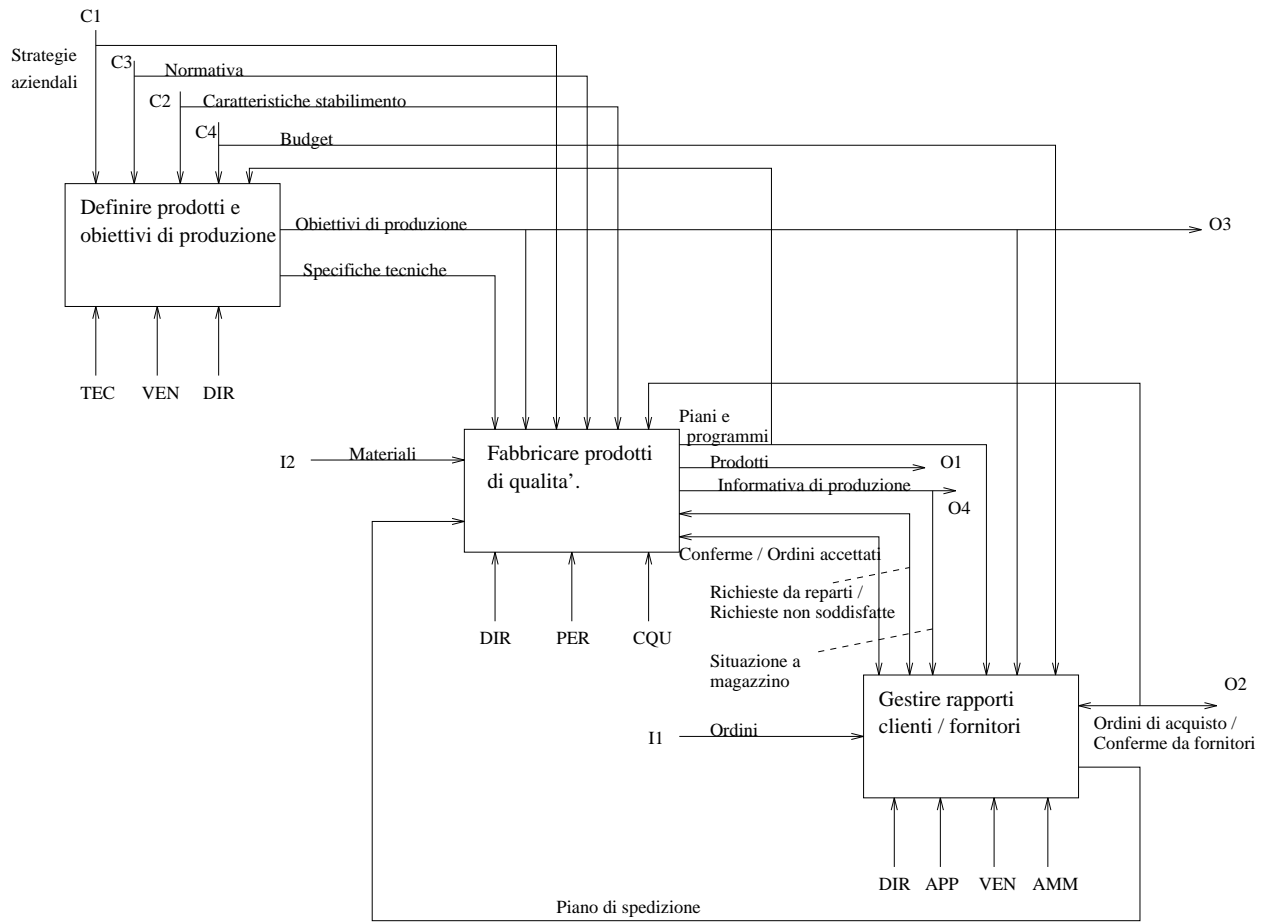 C1
Strategie
aziendali
C3
Normativa
C2
Caratteristiche stabilimento
C4
Budget
Definire prodotti e
obiettivi di produzione
Obiettivi di produzione
O3
Specifiche tecniche
TEC
VEN
DIR
Piani e
programmi
I2
Materiali
Fabbricare prodotti
di qualita’.
Prodotti
O1
Informativa di produzione
O4
Conferme / Ordini accettati
Richieste da reparti /
Richieste non soddisfatte
DIR
PER
CQU
Situazione a
magazzino
Gestire rapporti
clienti / fornitori
O2
I1
Ordini
Ordini di acquisto /
Conferme da fornitori
DIR
APP
VEN
AMM
Piano di spedizione